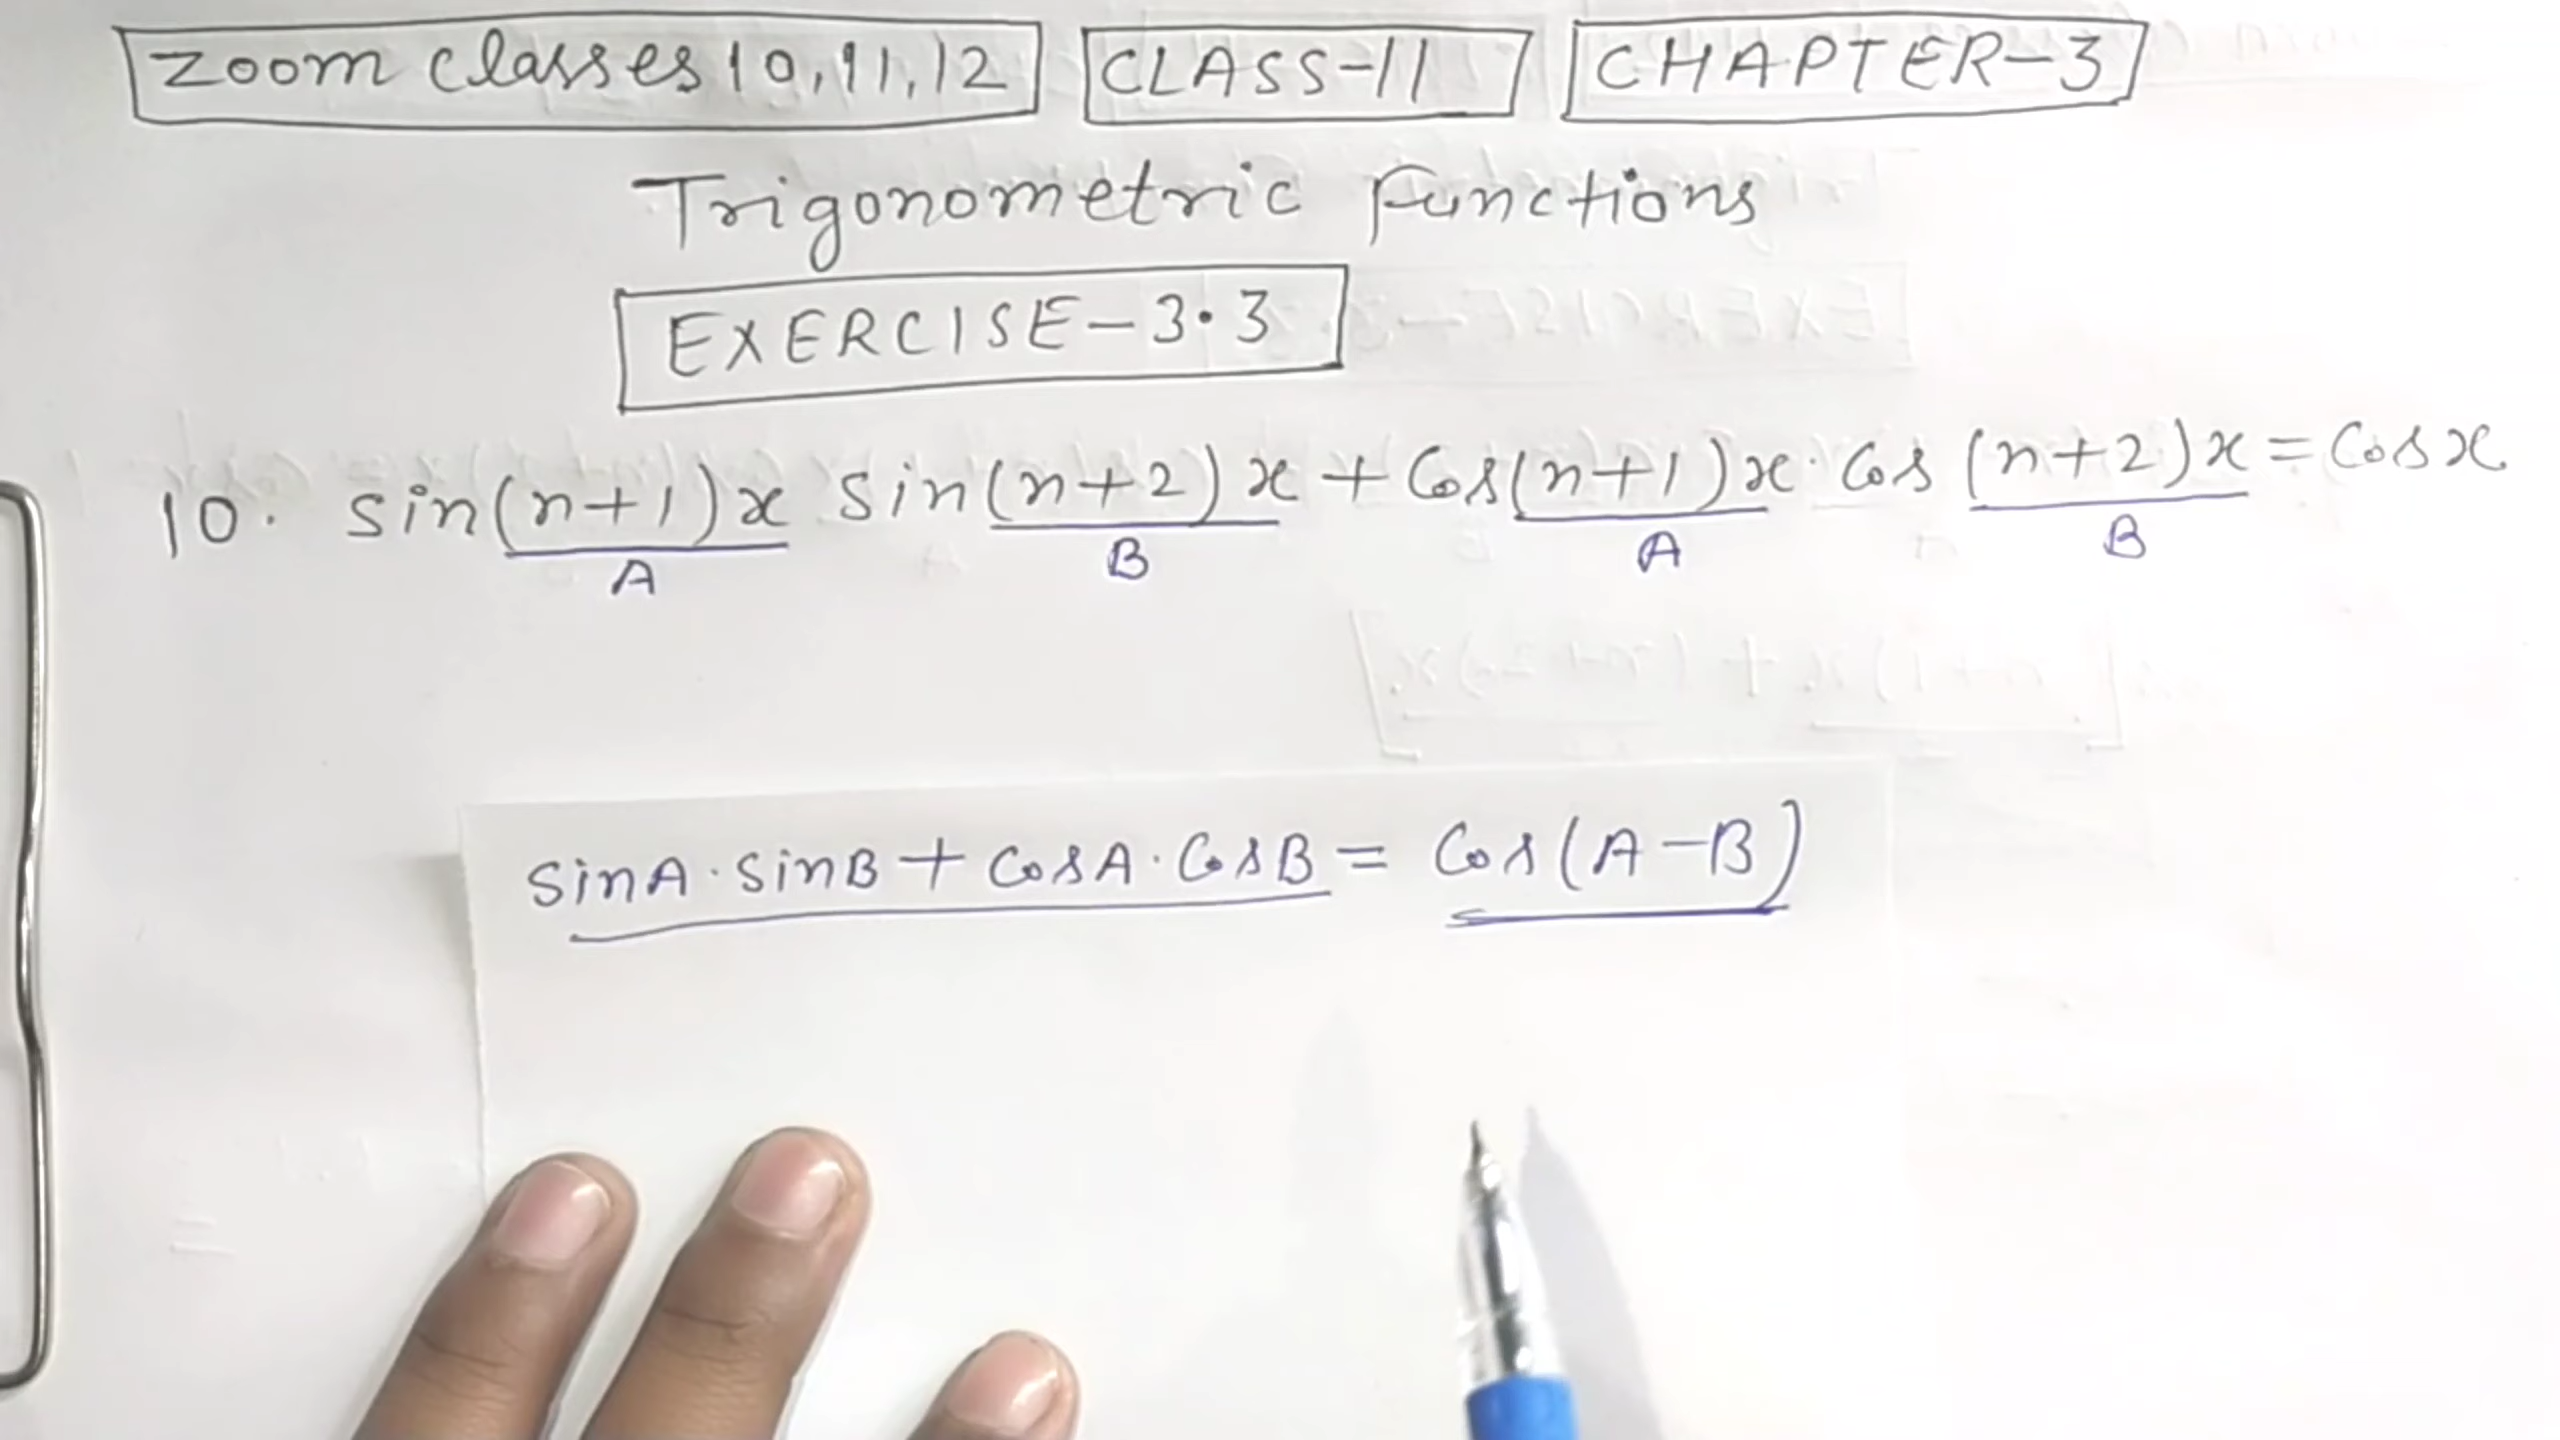 Zoom classes 10,11,12 CLASS-11 CHAPTER-3
Trigonometric Functions
EXERCISE-3.3
10. sin(n+1)x sin(n+2)x + Cos(n+1)x · Cos(n+2)x = Cosx
A B A B
sinA · sinB + CosA · CosB = Cos(A-B)